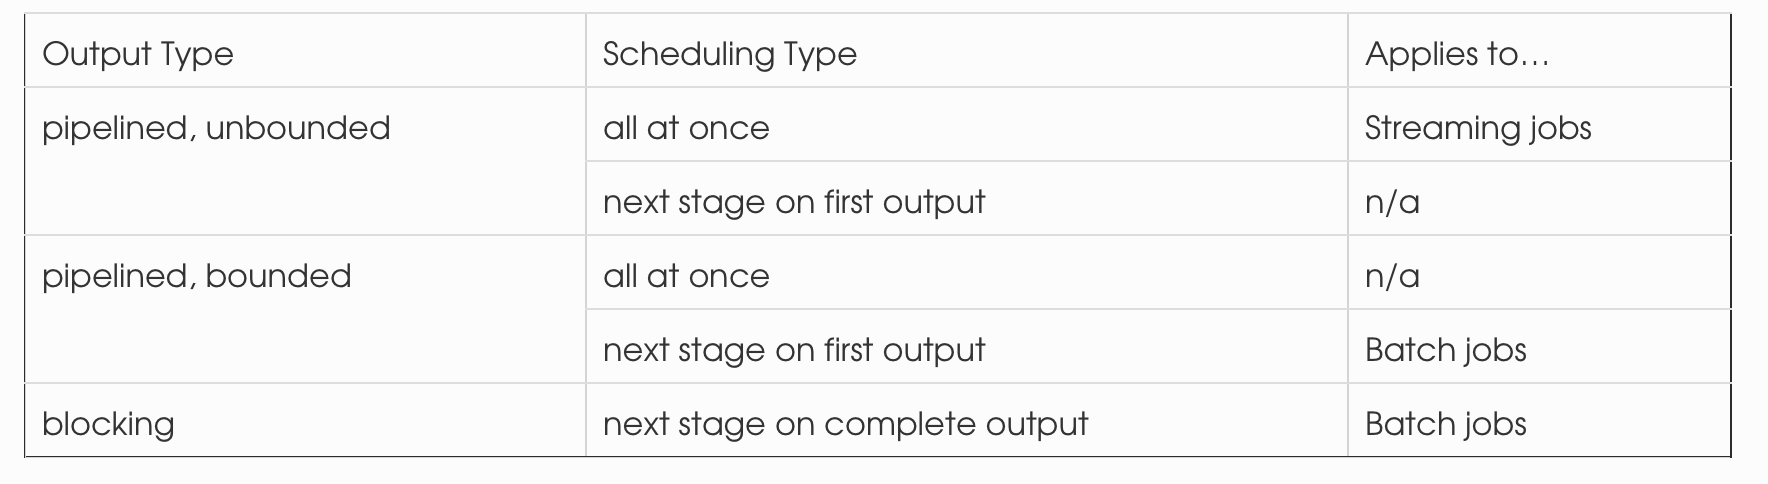 Output Type Scheduling Type Applies to…
pipelined, unbounded all at once Streaming jobs
next stage on first output n/a
pipelined, bounded all at once n/a
next stage on first output Batch jobs
blocking next stage on complete output Batch jobs